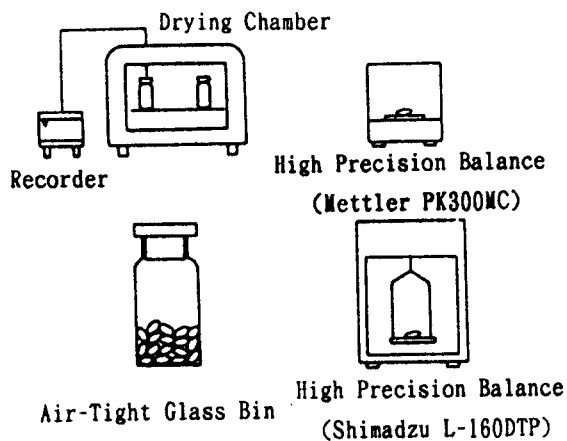 Drying Chamber
Recorder
High Precision Balance
(Mettler PK300MC)
Air-Tight Glass Bin
High Precision Balance
(Shimadzu L-160DTP)